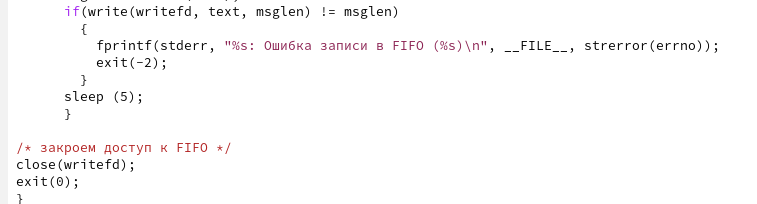 if(write(writefd, text, msglen) != msglen)
{
fprintf(stderr, "%s: Ошибка записи в FIFO (%s)\n", __FILE__, strerror(errno));
exit(-2);
}
sleep (5);
}
/* закроем доступ к FIFO */
close(writefd);
exit(0);
}